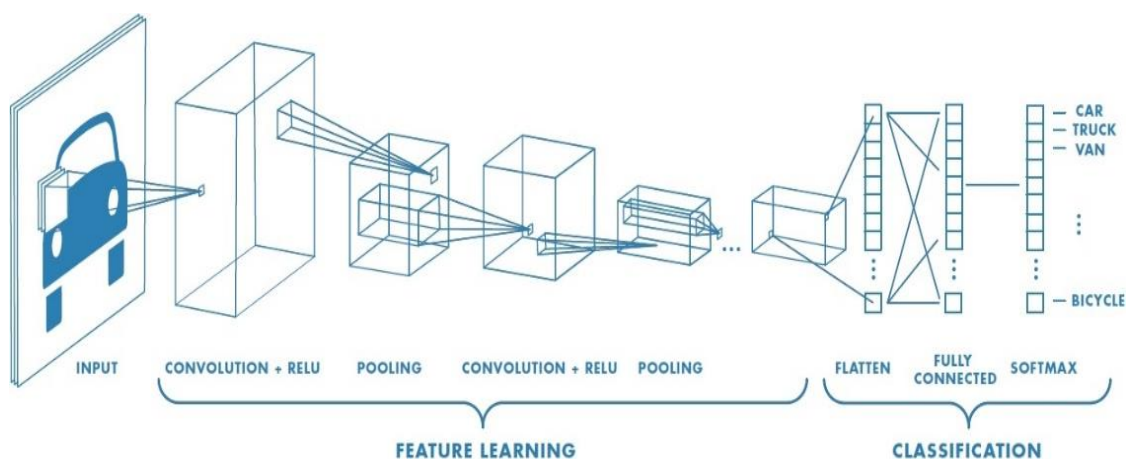 CAR
TRUCK
VAN
BICYCLE
INPUT
CONVOLUTION + RELU
POOLING
CONVOLUTION + RELU
POOLING
FLATTEN
FULLY
CONNECTED
SOFTMAX
FEATURE LEARNING
CLASSIFICATION